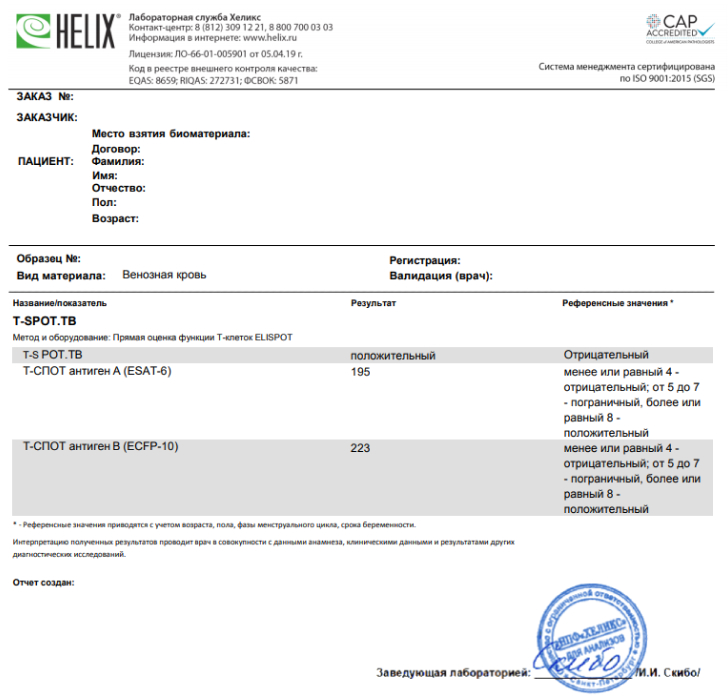 HELIX®
Лабораторная служба Хеликс
Контакт-центр: 8 (812) 309 12 21, 8 800 700 03 03
Информация в интернете: www.helix.ru
Лицензия: ЛО-66-01-005901 от 05.04.19 г.
Код в реестре внешнего контроля качества:
EQAS: 8659; RIQAS: 272731; ФСВОК: 5871
CAP
ACCREDITED
COLLEGE of AMERICAN PATHOLOGISTS
Система менеджмента сертифицирована
по ISO 9001:2015 (SGS)
ЗАКАЗ №:
ЗАКАЗЧИК:
Место взятия биоматериала:
Договор:
ПАЦИЕНТ: Фамилия:
Имя:
Отчество:
Пол:
Возраст:
Образец №: Регистрация:
Вид материала: Венозная кровь Валидация (врач):
Название/показатель Результат Референсные значения *
T-SPOT.TB
Метод и оборудование: Прямая оценка функции Т-клеток ELISPOT
T-S POT.TB положительный Отрицательный
Т-СПОТ антиген А (ESAT-6) 195 менее или равный 4 -
отрицательный; от 5 до 7
- пограничный, более или
равный 8 -
положительный
Т-СПОТ антиген В (ECFP-10) 223 менее или равный 4 -
отрицательный; от 5 до 7
- пограничный, более или
равный 8 -
положительный
* - Референсные значения приводятся с учетом возраста, пола, фазы менструального цикла, срока беременности.
Интерпретацию полученных результатов проводит врач в совокупности с данными анамнеза, клиническими данными и результатами других
диагностических исследований.
Отчет создан:
с ограниченной ответственностью
НПФ «ХЕЛИКС»
ДЛЯ АНАЛИЗОВ
Санкт-Петербург
Скибо
Заведующая лабораторией: /И.И. Скибо/